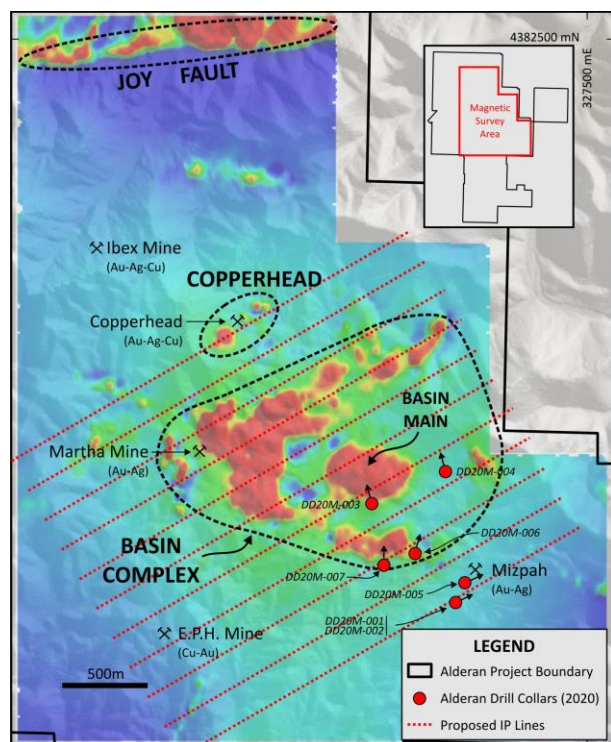 4382500 mN
327500 mE
JOY FAULT
Magnetic
Survey
Area
Ibex Mine
(Au-Ag-Cu)
COPPERHEAD
Copperhead
(Au-Ag-Cu)
BASIN
MAIN
Martha Mine
(Au-Ag)
DD20M-004
DD20M-003
BASIN
COMPLEX
DD20M-006
DD20M-007
Mizpah
(Au-Ag)
DD20M-005
DD20M-001
DD20M-002
E.P.H. Mine
(Cu-Au)
500m
LEGEND
Alderan Project Boundary
Alderan Drill Collars (2020)
Proposed IP Lines